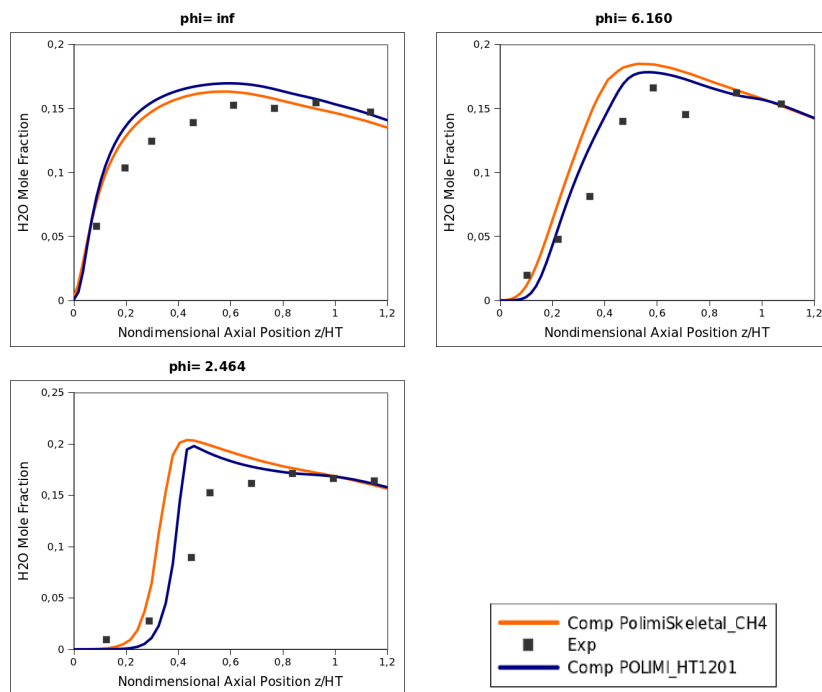 phi= inf
0,2
0,15
0,1
0,05
0
H2O Mole Fraction
0 0,2 0,4 0,6 0,8 1 1,2
Nondimensional Axial Position z/HT
phi= 6.160
0,2
0,15
0,1
0,05
0
H2O Mole Fraction
0 0,2 0,4 0,6 0,8 1 1,2
Nondimensional Axial Position z/HT
phi= 2.464
0,25
0,2
0,15
0,1
0,05
0
H2O Mole Fraction
0 0,2 0,4 0,6 0,8 1 1,2
Nondimensional Axial Position z/HT
Comp PolimiSkeletal_CH4
Exp
Comp POLIMI_HT1201